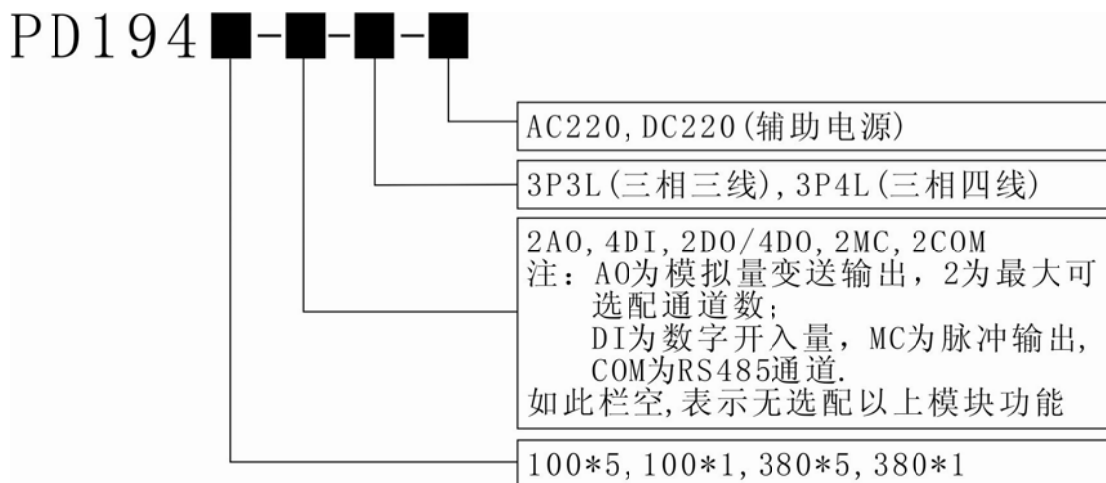 PD194■-■-■-■
AC220,DC220(辅助电源)
3P3L(三相三线),3P4L(三相四线)
2AO,4DI,2DO/4DO,2MC,2COM
注：AO为模拟量变送输出，2为最大可
选配通道数；
DI为数字开入量，MC为脉冲输出,
COM为RS485通道.
如此栏空,表示无选配以上模块功能
100*5,100*1,380*5,380*1